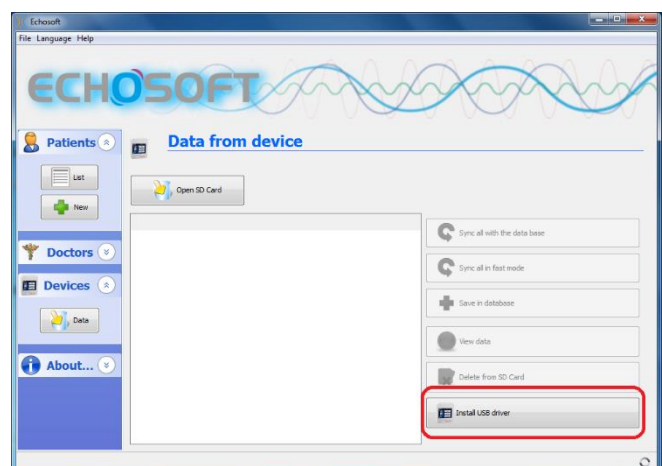 Echosoft
File Language Help
ECHOSOFT
Patients
List
New
Doctors
Devices
Data
About...
Data from device
Open SD Card
Sync all with the data base
Sync all in fast mode
Save in database
View data
Delete from SD Card
Install USB driver